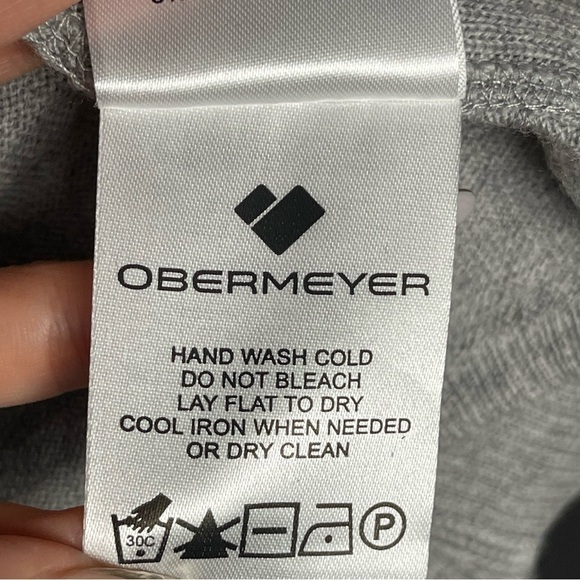 OBERMEYER
HAND WASH COLD
DO NOT BLEACH
LAY FLAT TO DRY
COOL IRON WHEN NEEDED
OR DRY CLEAN
30C P